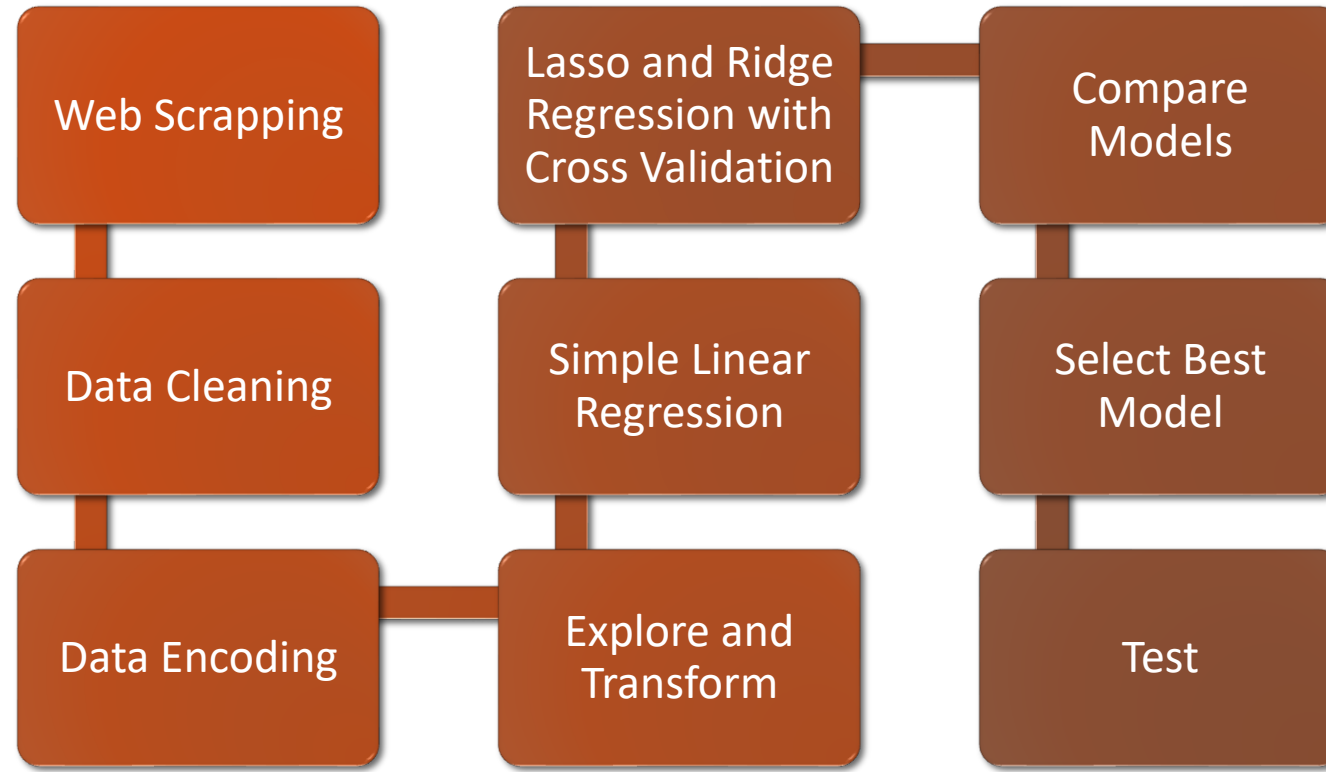 Web Scrapping
Data Cleaning
Data Encoding
Explore and
Transform
Simple Linear
Regression
Lasso and Ridge
Regression with
Cross Validation
Compare
Models
Select Best
Model
Test